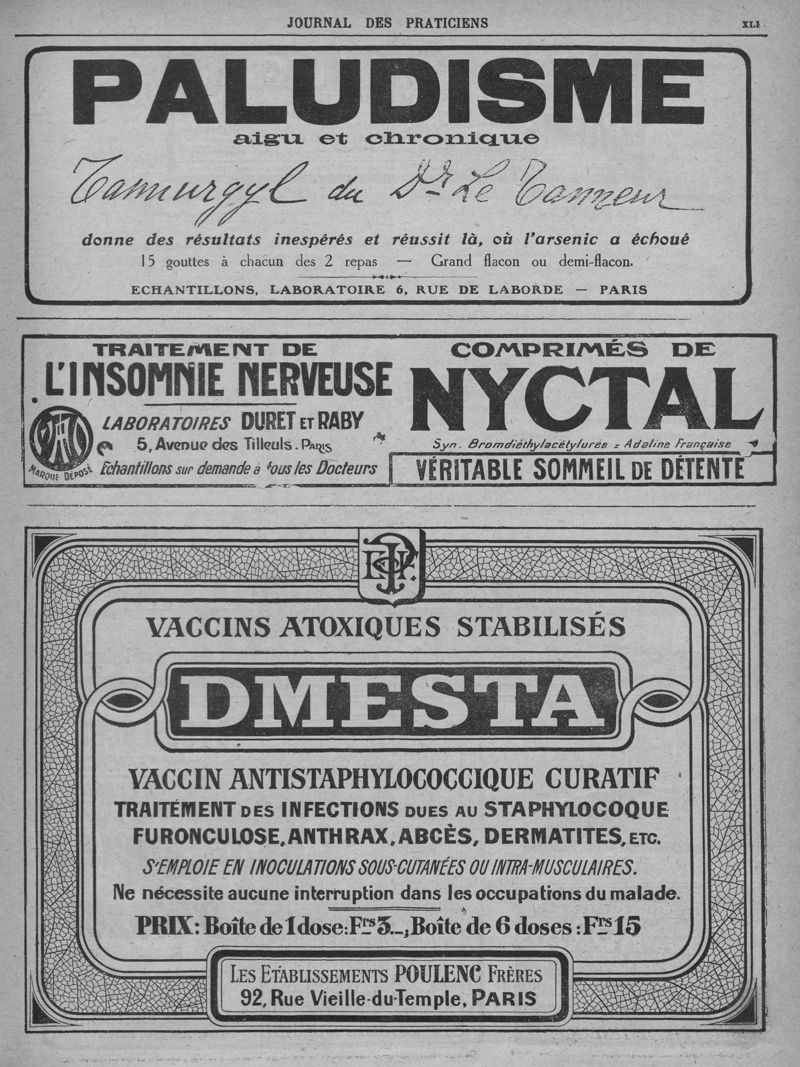 JOURNAL DES PRATICIENS
XLI
PALUDISME
aigu et chronique
Tannurgyl du Dr Le Tanneur
donne des résultats inespérés et réussit là, où l'arsenic a échoué
15 gouttes à chacun des 2 repas — Grand flacon ou demi-flacon.
ECHANTILLONS, LABORATOIRE 6, RUE DE LABORDE — PARIS
TRAITEMENT DE
L'INSOMNIE NERVEUSE
LABORATOIRES DURET ET RABY
5, Avenue des Tilleuls. PARIS
MARQUE DÉPOSÉ
Echantillons sur demande à tous les Docteurs
COMPRIMÉS DE
NYCTAL
Syn. Bromdiéthylacétylurée = Adaline Française
VÉRITABLE SOMMEIL DE DÉTENTE
VACCINS ATOXIQUES STABILISÉS
DMESTA
VACCIN ANTISTAPHYLOCOCCIQUE CURATIF
TRAITÉMENT DES INFECTIONS DUES AU STAPHYLOCOQUE
FURONCULOSE, ANTHRAX, ABCÈS, DERMATITES, ETC.
S'EMPLOIE EN INOCULATIONS SOUS-CUTANÉES OU INTRA-MUSCULAIRES.
Ne nécessite aucune interruption dans les occupations du malade.
PRIX: Boîte de 1 dose: Frs 3._; Boîte de 6 doses: Frs 15
LES ETABLISSEMENTS POULENC FRÈRES
92, Rue Vieille-du-Temple, PARIS